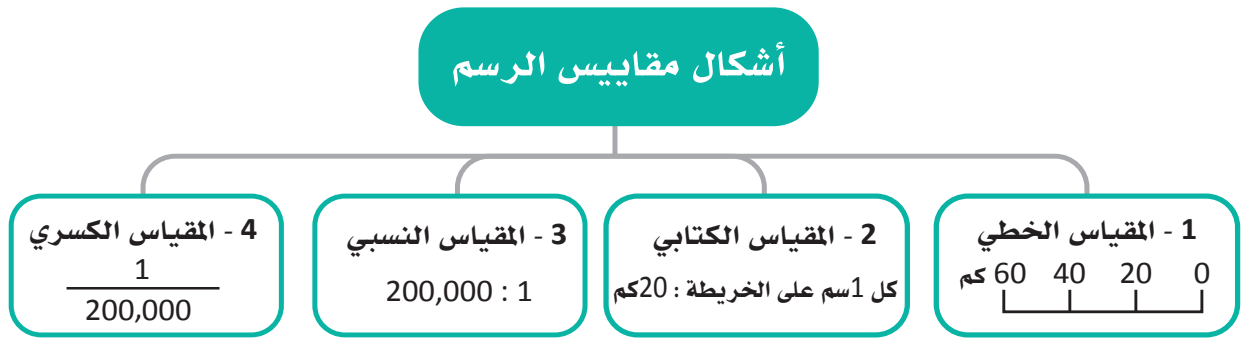 أشكال مقاييس الرسم
1 - المقياس الخطي
0 20 40 60 كم
2 - المقياس الكتابي
كل 1سم على الخريطة : 20كم
3 - المقياس النسبي
1 : 200,000
4 - المقياس الكسري
1
200,000